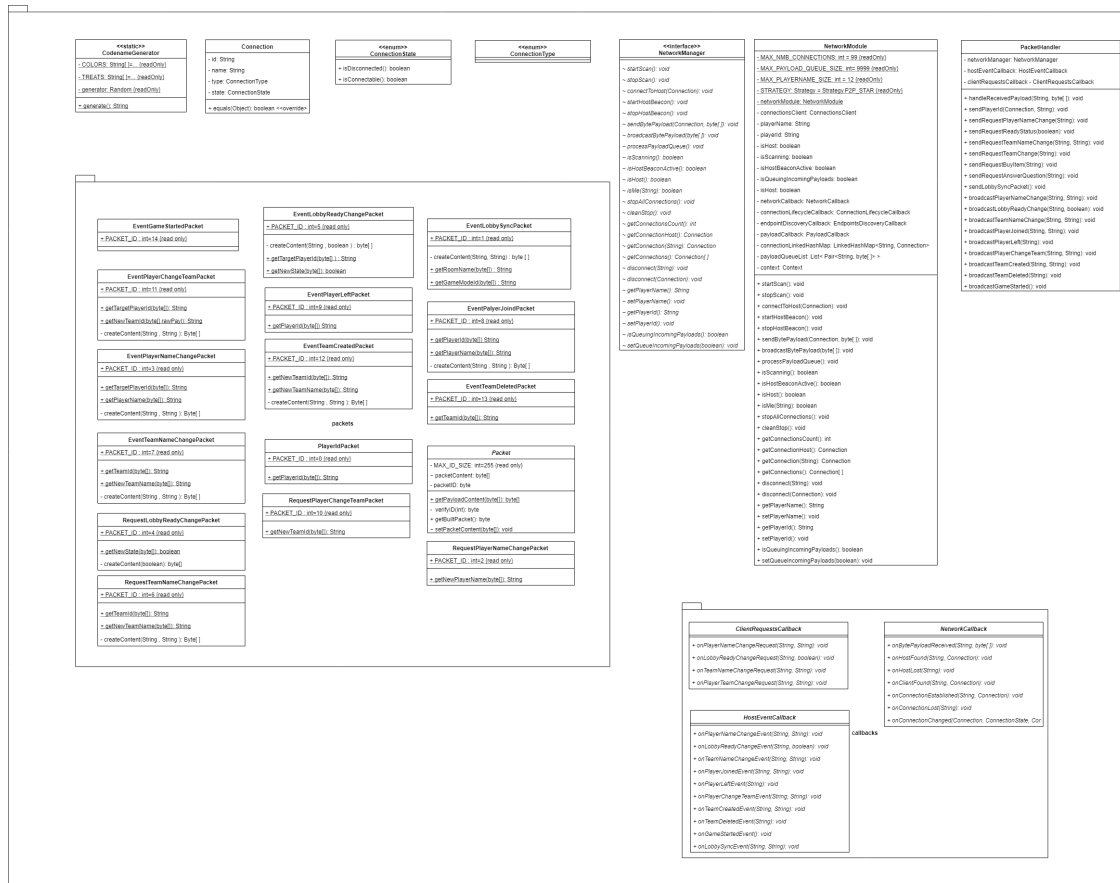 <<static>>
CodenameGenerator
- COLORS: String[ ]=... {readOnly}
- TREATS: String[ ]=... {readOnly}
- generator: Random {readOnly}
+ generate(): String
Connection
- id: String
- name: String
- type: ConnectionType
- state: ConnectionState
+ equals(Object): boolean <<override>>
<<enum>>
ConnectionState
+ isDisconnected(): boolean
+ isConnectable(): boolean
<<enum>>
ConnectionType
<<interface>>
NetworkManager
~ startScan(): void
~ stopScan(): void
~ connectToHost(Connection): void
~ startHostBeacon(): void
~ stopHostBeacon(): void
~ sendBytePayload(Connection, byte[ ]): void
~ broadcastBytePayload(byte[ ]): void
~ processPayloadQueue(): void
~ isScanning(): boolean
~ isHostBeaconActive(): boolean
~ isHost(): boolean
~ isMe(String): boolean
~ stopAllConnections(): void
~ cleanStop(): void
~ getConnectionsCount(): int
~ getConnectionHost(): Connection
~ getConnection(String): Connection
~ getConnections(): Connection[ ]
~ disconnect(String): void
~ disconnect(Connection): void
~ getPlayerName(): String
~ setPlayerName(): void
~ getPlayerId(): String
~ setPlayerId(): void
~ isQueuingIncomingPayloads(): boolean
~ setQueueIncomingPayloads(boolean): void
NetworkModule
- MAX_NMB_CONNECTIONS: int = 99 {readOnly}
- MAX_PAYLOAD_QUEUE_SIZE: int= 9999 {readOnly}
- MAX_PLAYERNAME_SIZE: int = 12 {readOnly}
- STRATEGY: Strategy = Strategy.P2P_STAR {readOnly}
- networkModule: NetworkModule
- connectionsClient: ConnectionsClient
- playerName: String
- playerId: String
- isHost: boolean
- isScanning: boolean
- isHostBeaconActive: boolean
- isQueuingIncomingPayloads: boolean
- isHost: boolean
- networkCallback: NetworkCallback
- connectionLifecycleCallback: ConnectionLifecycleCallback
- endpointDiscoveryCallback: EndpointsDiscoveryCallback
- payloadCallback: PayloadCallback
- connectionLinkedHashMap: LinkedHashMap<String, Connection>
- payloadQueueList: List< Pair<String, byte[ ]> >
- context: Context
+ startScan(): void
+ stopScan(): void
+ connectToHost(Connection): void
+ startHostBeacon(): void
+ stopHostBeacon(): void
+ sendBytePayload(Connection, byte[ ]): void
+ broadcastBytePayload(byte[ ]): void
+ processPayloadQueue(): void
+ isScanning(): boolean
+ isHostBeaconActive(): boolean
+ isHost(): boolean
+ isMe(String): boolean
+ stopAllConnections(): void
+ cleanStop(): void
+ getConnectionsCount(): int
+ getConnectionHost(): Connection
+ getConnection(String): Connection
+ getConnections(): Connection[ ]
+ disconnect(String): void
+ disconnect(Connection): void
+ getPlayerName(): String
+ setPlayerName(): void
+ getPlayerId(): String
+ setPlayerId(): void
+ isQueuingIncomingPayloads(): boolean
+ setQueueIncomingPayloads(boolean): void
PacketHandler
- networkManager: NetworkManager
- hostEventCallback: HostEventCallback
- clientRequestsCallback - ClientRequestsCallback
+ handleReceivedPayload(String, byte[ ]): void
+ sendPlayerId(Connection, String): void
+ sendRequestPlayerNameChange(String): void
+ sendRequestReadyStatus(boolean): void
+ sendRequestTeamNameChange(String, String): void
+ sendRequestTeamChange(String): void
+ sendRequestBuyItem(String): void
+ sendRequestAnswerQuestion(String): void
+ sendLobbySyncPacket(): void
+ broadcastPlayerNameChange(String, String): void
+ broadcastLobbyReadyChange(String, boolean): void
+ broadcastTeamNameChange(String, String): void
+ broadcastPlayerJoined(String, String): void
+ broadcastPlayerLeft(String): void
+ broadcastPlayerChangeTeam(String, String): void
+ broadcastTeamCreated(String, String): void
+ broadcastTeamDeleted(String): void
+ broadcastGameStarted(): void
EventGameStartedPacket
+ PACKET_ID : int=14 {read only}
EventLobbyReadyChangePacket
+ PACKET_ID : int=5 {read only}
- createContent(String , boolean ): byte[ ]
+ getTargetPlayerId(byte[ ] ): String
+ getNewState(byte[]): boolean
EventLobbySyncPacket
+ PACKET_ID : int=1 {read only}
- createContent(String, String): byte[ ]
+ getRoomName(byte[]): String
+ getGameModeId(byte[]) : String
EventPlayerChangeTeamPacket
+ PACKET_ID : int=11 {read only}
+ getTargetPlayerId(byte[]): String
+ getNewTeamId(byte[] rawPayl): String
- createContent(String , String ): Byte[ ]
EventPlayerLeftPacket
+ PACKET_ID : int=9 {read only}
+ getPlayerId(byte[]): String
EventPalyerJointPacket
+ PACKET_ID : int=8 {read only}
+ getPlayerId(byte[]): String
+ getPlayerName(byte[]): String
- createContent(String , String ): Byte[ ]
EventPlayerNameChangePacket
+ PACKET_ID : int=3 {read only}
+ getTargetPlayerId(byte[]): String
+ getPlayerName(byte[]): String
- createContent(String , String ): Byte[ ]
EventTeamCreatedPacket
+ PACKET_ID : int=12 {read only}
+ getNewTeamId(byte[]): String
+ getNewTeamName(byte[]): String
- createContent(String , String ): Byte[ ]
EventTeamDeletedPacket
+ PACKET_ID : int=13 {read only}
+ getTeamId(byte[]): String
packets
EventTeamNameChangePacket
+ PACKET_ID : int=7 {read only}
+ getTeamId(byte[]): String
+ getNewTeamName(byte[]): String
- createContent(String , String ): Byte[ ]
PlayerIdPacket
+ PACKET_ID : int=0 {read only}
+ getPlayerId(byte[]): String
Packet
- MAX_ID_SIZE: int=255 {read only}
~ packetContent: byte[]
- packetID: byte
+ getPayloadContent(byte[]): byte[]
- verifyID(int): byte
+ getBuiltPacket(): byte
~ setPacketContent(byte[]): void
RequestLobbyReadyChangePacket
+ PACKET_ID : int=4 {read only}
+ getNewState(byte[]): boolean
- createContent(boolean): byte[]
RequestPlayerChangeTeamPacket
+ PACKET_ID : int=10 {read only}
+ getNewTeamId(byte[]): String
RequestPlayerNameChangePacket
+ PACKET_ID : int=2 {read only}
+ getNewPlayerName(byte[]): String
RequestTeamNameChangePacket
+ PACKET_ID : int=6 {read only}
+ getTeamId(byte[]): String
+ getNewTeamName(byte[]): String
- createContent(String , String ): Byte[ ]
ClientRequestsCallback
+ onPlayerNameChangeRequest(String, String): void
+ onLobbyReadyChangeRequest(String, boolean): void
+ onTeamNameChangeRequest(String, String): void
+ onPlayerTeamChangeRequest(String, String): void
NetworkCallback
+ onBytePayloadReceived(String, byte[ ]): void
+ onHostFound(String, Connection): void
+ onHostLost(String): void
+ onClientFound(String, Connection): void
+ onConnectionEstablished(String, Connection): void
+ onConnectionLost(String): void
+ onConnectionChanged(Connection, ConnectionState, Cor
HostEventCallback
+ onPlayerNameChangeEvent(String, String): void
+ onLobbyReadyChangeEvent(String, boolean): void
+ onTeamNameChangeEvent(String, String): void
+ onPlayerJoinedEvent(String, String): void
+ onPlayerLeftEvent(String): void
+ onPlayerChangeTeamEvent(String, String): void
+ onTeamCreatedEvent(String, String): void
+ onTeamDeletedEvent(String): void
+ onGameStartedEvent(): void
+ onLobbySyncEvent(String, String): void
callbacks